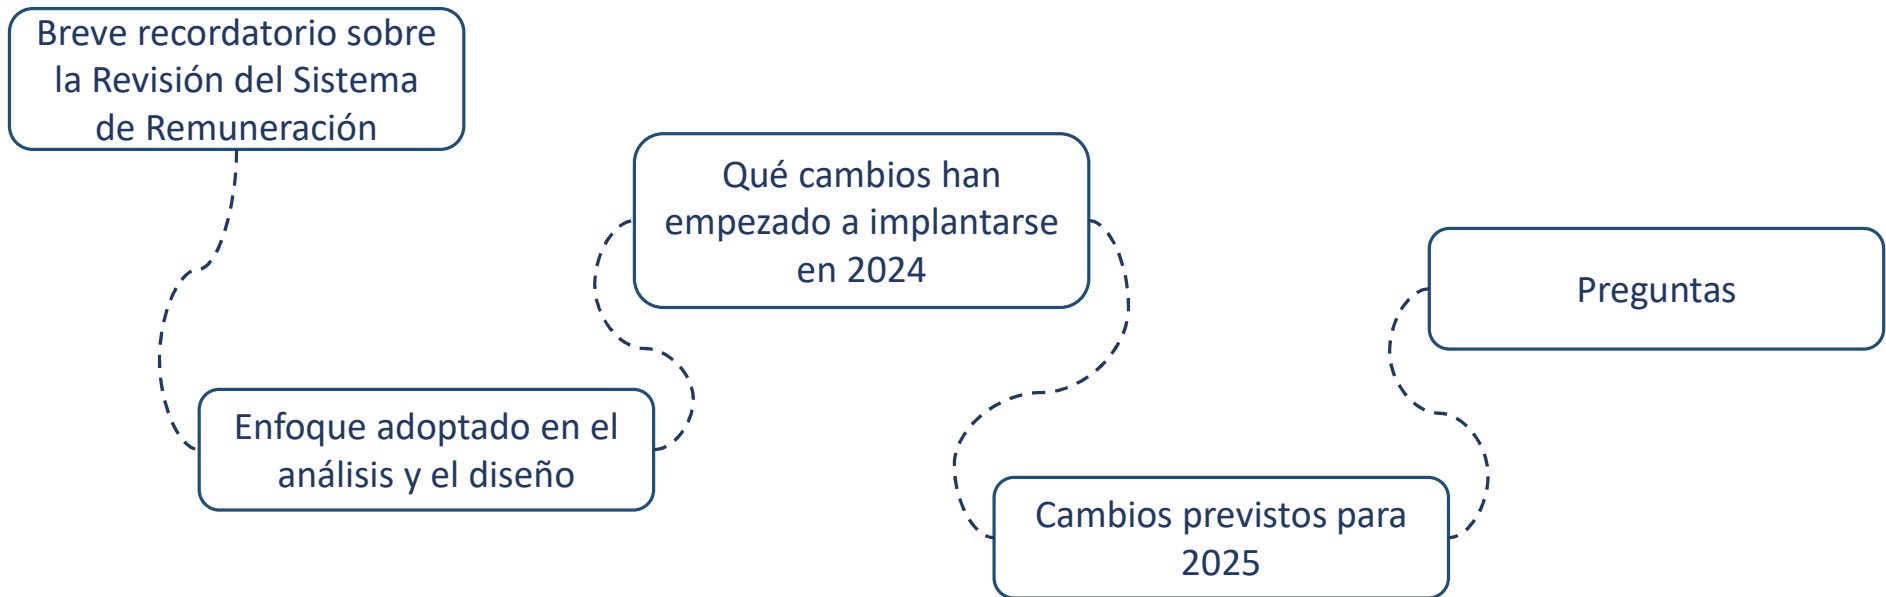 Breve recordatorio sobre
la Revisión del Sistema
de Remuneración
Enfoque adoptado en el
análisis y el diseño
Qué cambios han
empezado a implantarse
en 2024
Cambios previstos para
2025
Preguntas